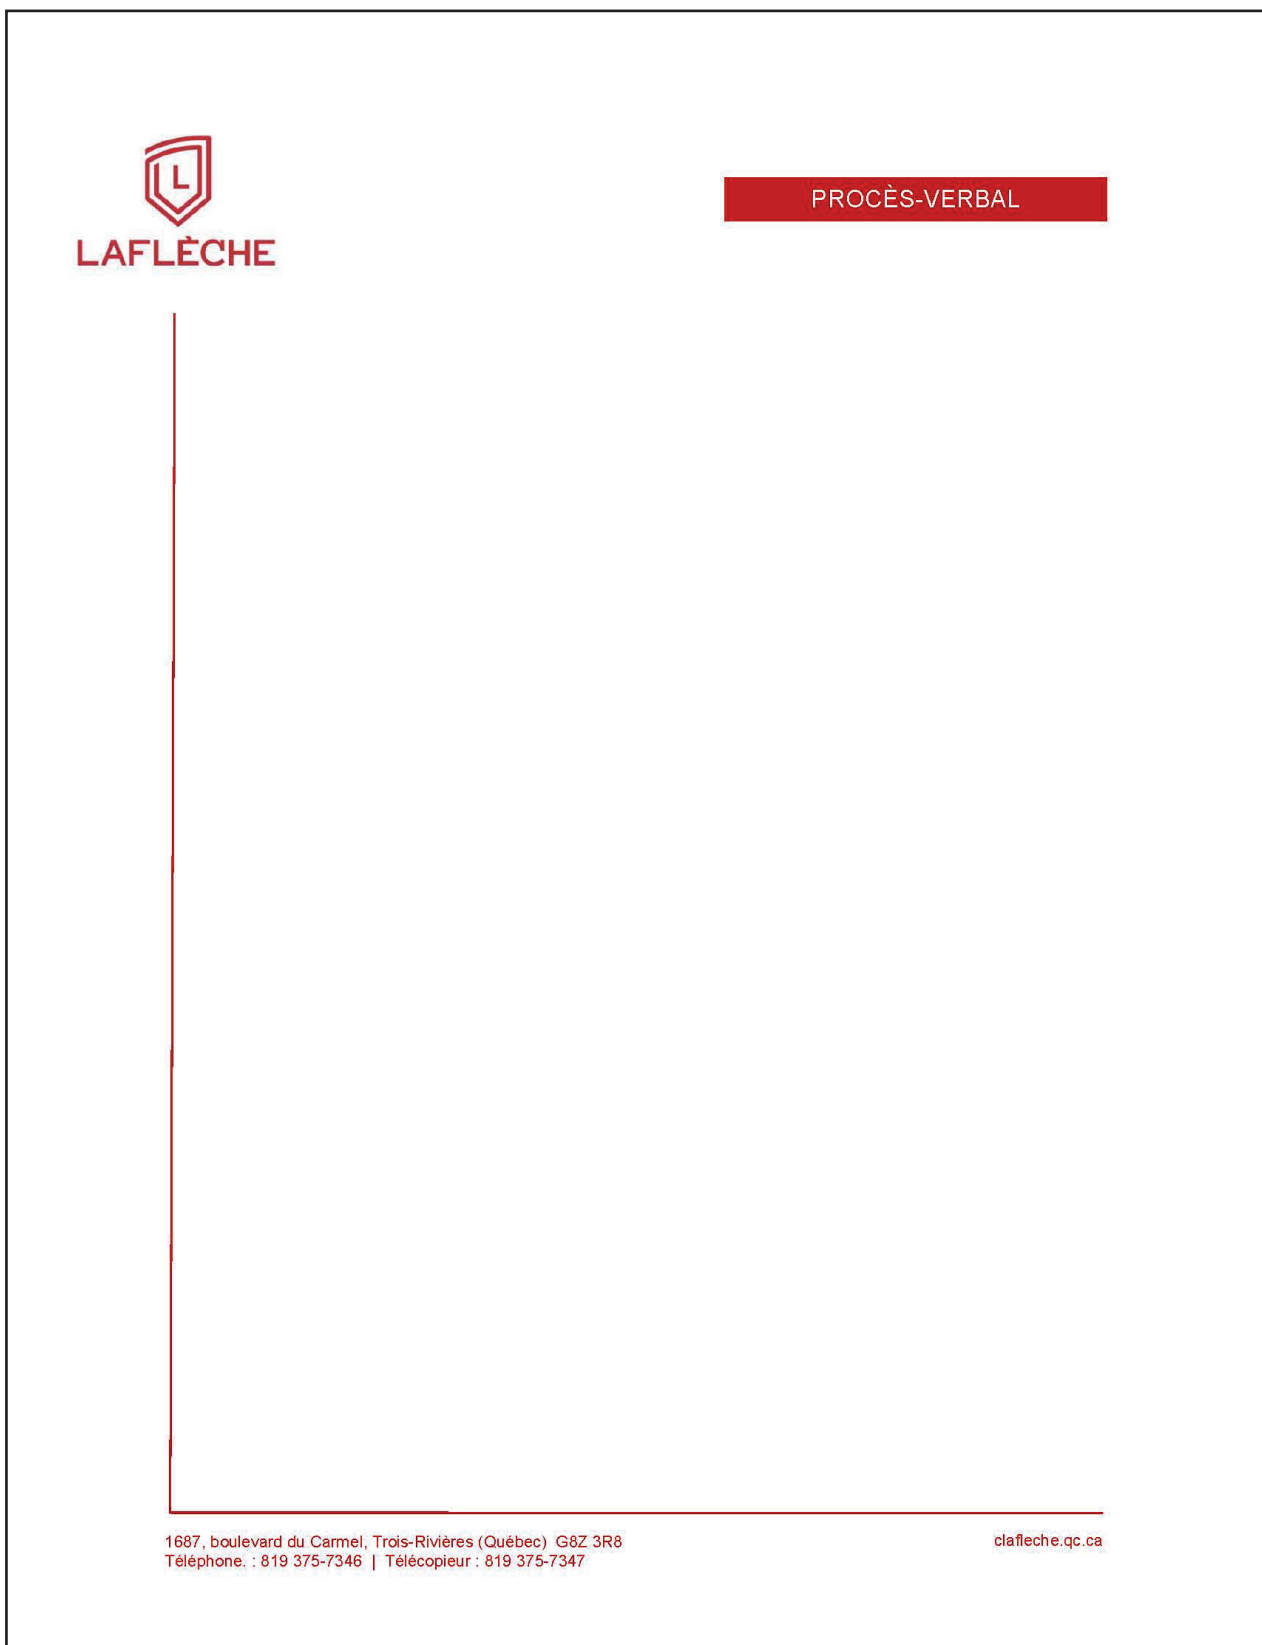 L
LAFLÈCHE
PROCÈS-VERBAL
1687, boulevard du Carmel, Trois-Rivières (Québec) G8Z 3R8
Téléphone. : 819 375-7346 | Télécopieur : 819 375-7347
clafleche.qc.ca